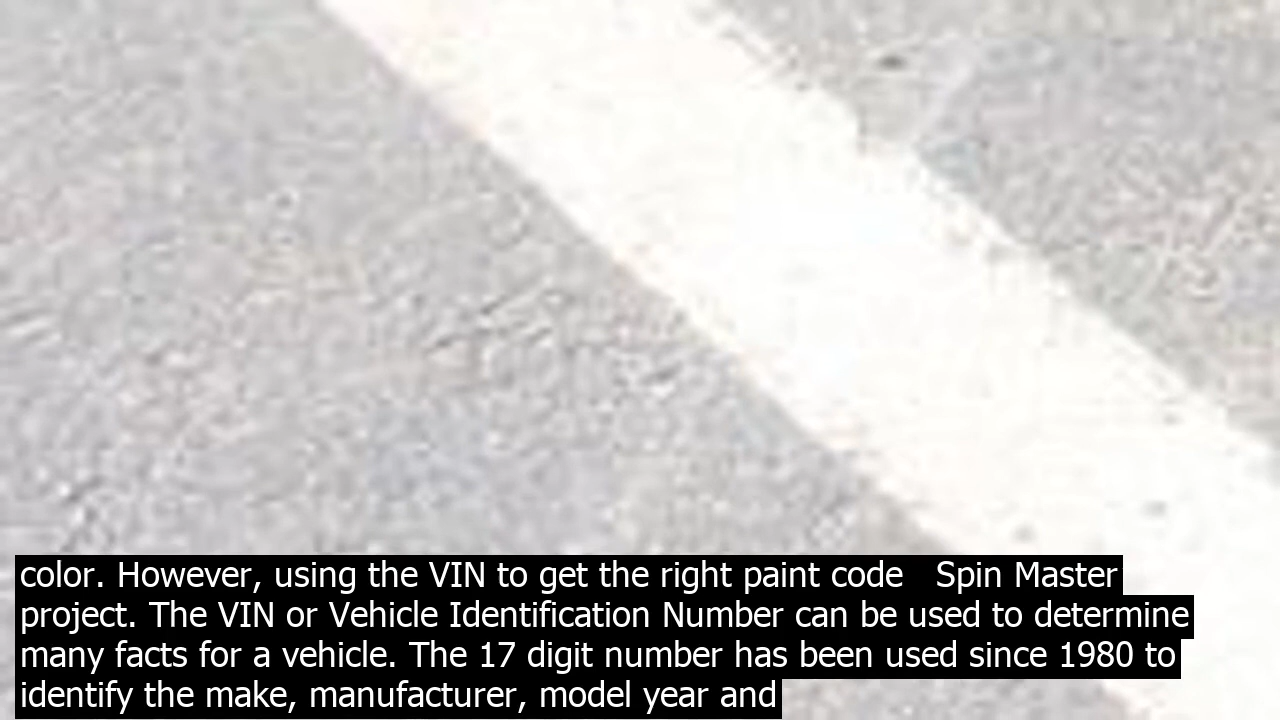 color. However, using the VIN to get the right paint code   Spin Master
project. The VIN or Vehicle Identification Number can be used to determine
many facts for a vehicle. The 17 digit number has been used since 1980 to
identify the make, manufacturer, model year and